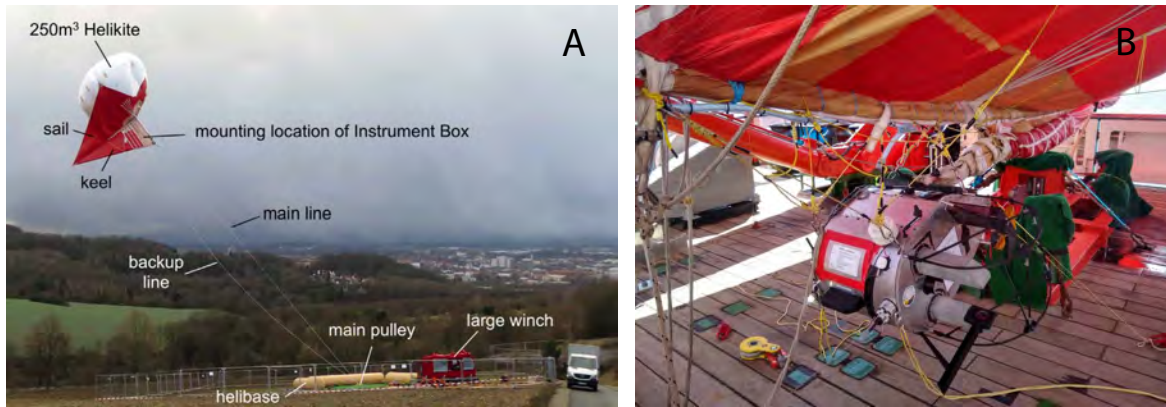 250m³ Helikite
A
sail
mounting location of Instrument Box
keel
main line
backup
line
main pulley
large winch
helibase
B